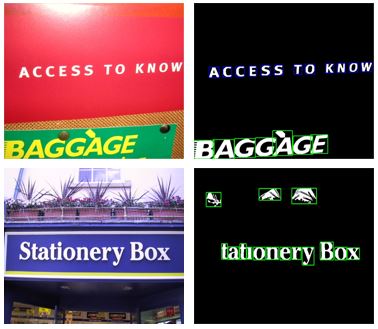 ACCESS TO KNOW
BAGGAGE
ACCESS TO KNOW
BAGGAGE
Stationery Box
tationery Box